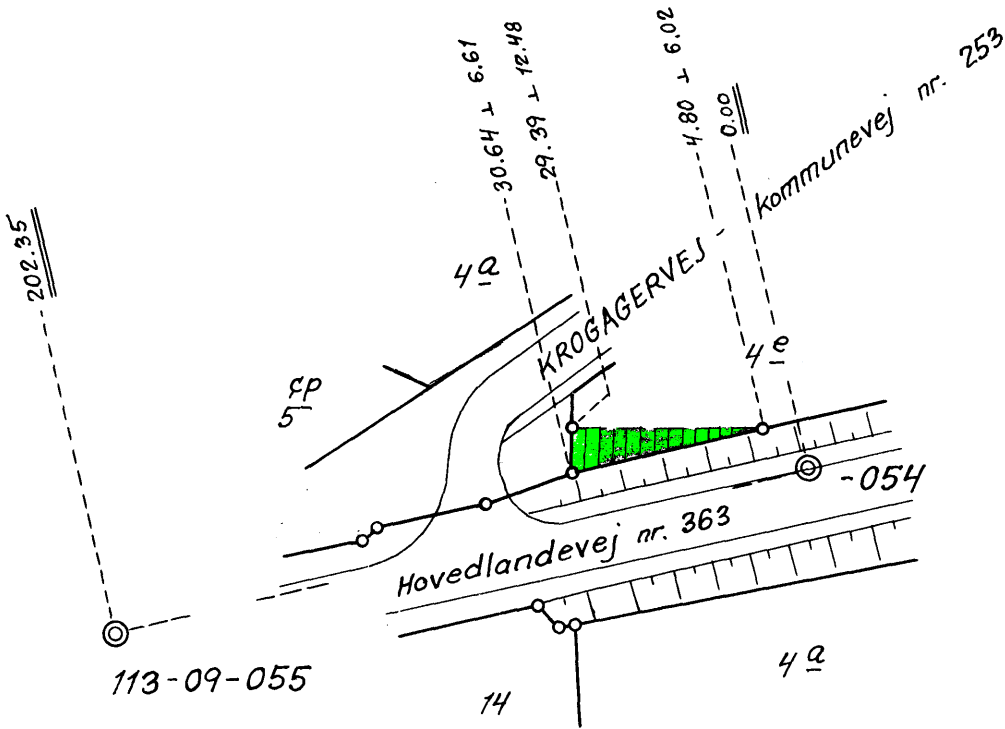 202.35
30.64 ⊥ 6.61
29.39 ⊥ 12.48
4.80 ⊥ 6.02
0.00
KROGAGERVEJ - kommunevej nr. 253
4a
4e
5
-054
Hovedlandevej nr. 363
113-09-055
14
4a